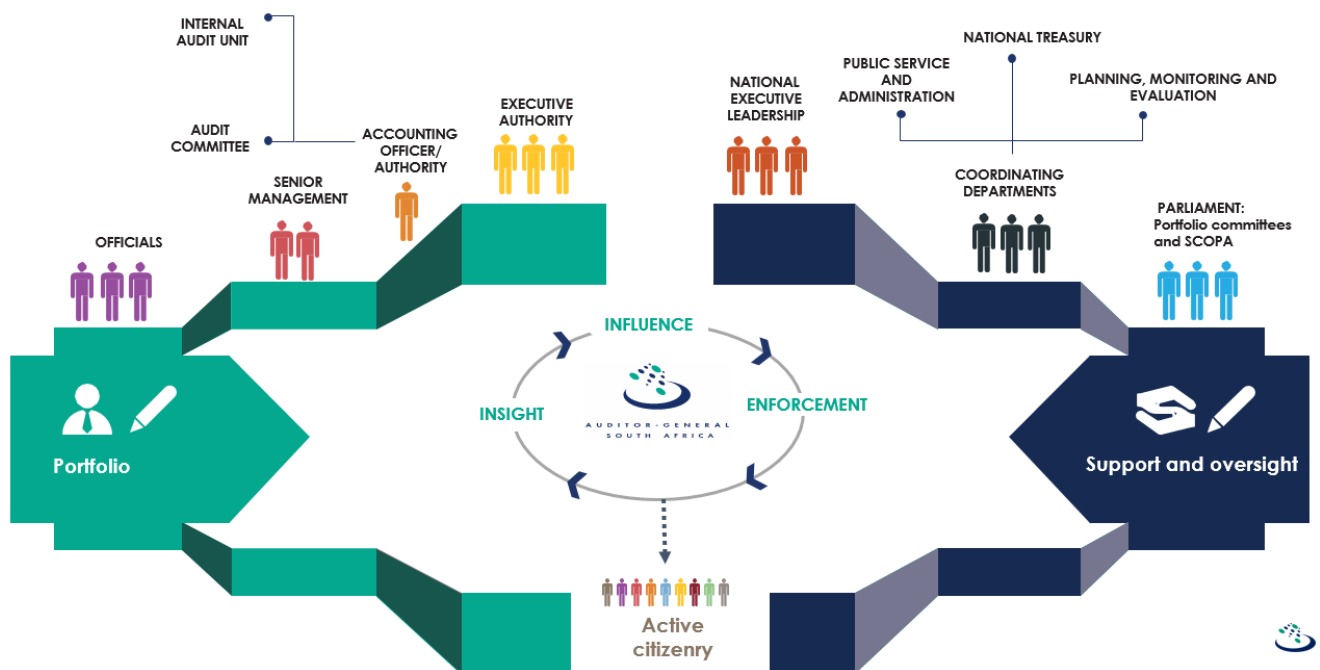 INTERNAL
AUDIT UNIT
AUDIT
COMMITTEE
ACCOUNTING
OFFICER/
AUTHORITY
EXECUTIVE
AUTHORITY
SENIOR
MANAGEMENT
OFFICIALS
NATIONAL
EXECUTIVE
LEADERSHIP
PUBLIC SERVICE
AND
ADMINISTRATION
NATIONAL TREASURY
PLANNING, MONITORING AND
EVALUATION
COORDINATING
DEPARTMENTS
PARLIAMENT:
Portfolio committees
and SCOPA
Portfolio
INFLUENCE
INSIGHT
ENFORCEMENT
AUDITOR-GENERAL
SOUTH AFRICA
Support and oversight
Active
citizenry